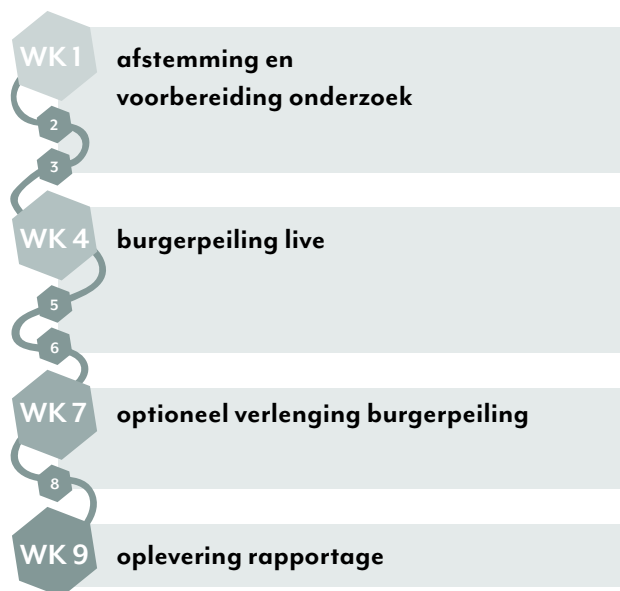 WK 1
afstemming en
voorbereiding onderzoek
2
3
WK 4
burgerpeiling live
5
6
WK 7
optioneel verlenging burgerpeiling
8
WK 9
oplevering rapportage